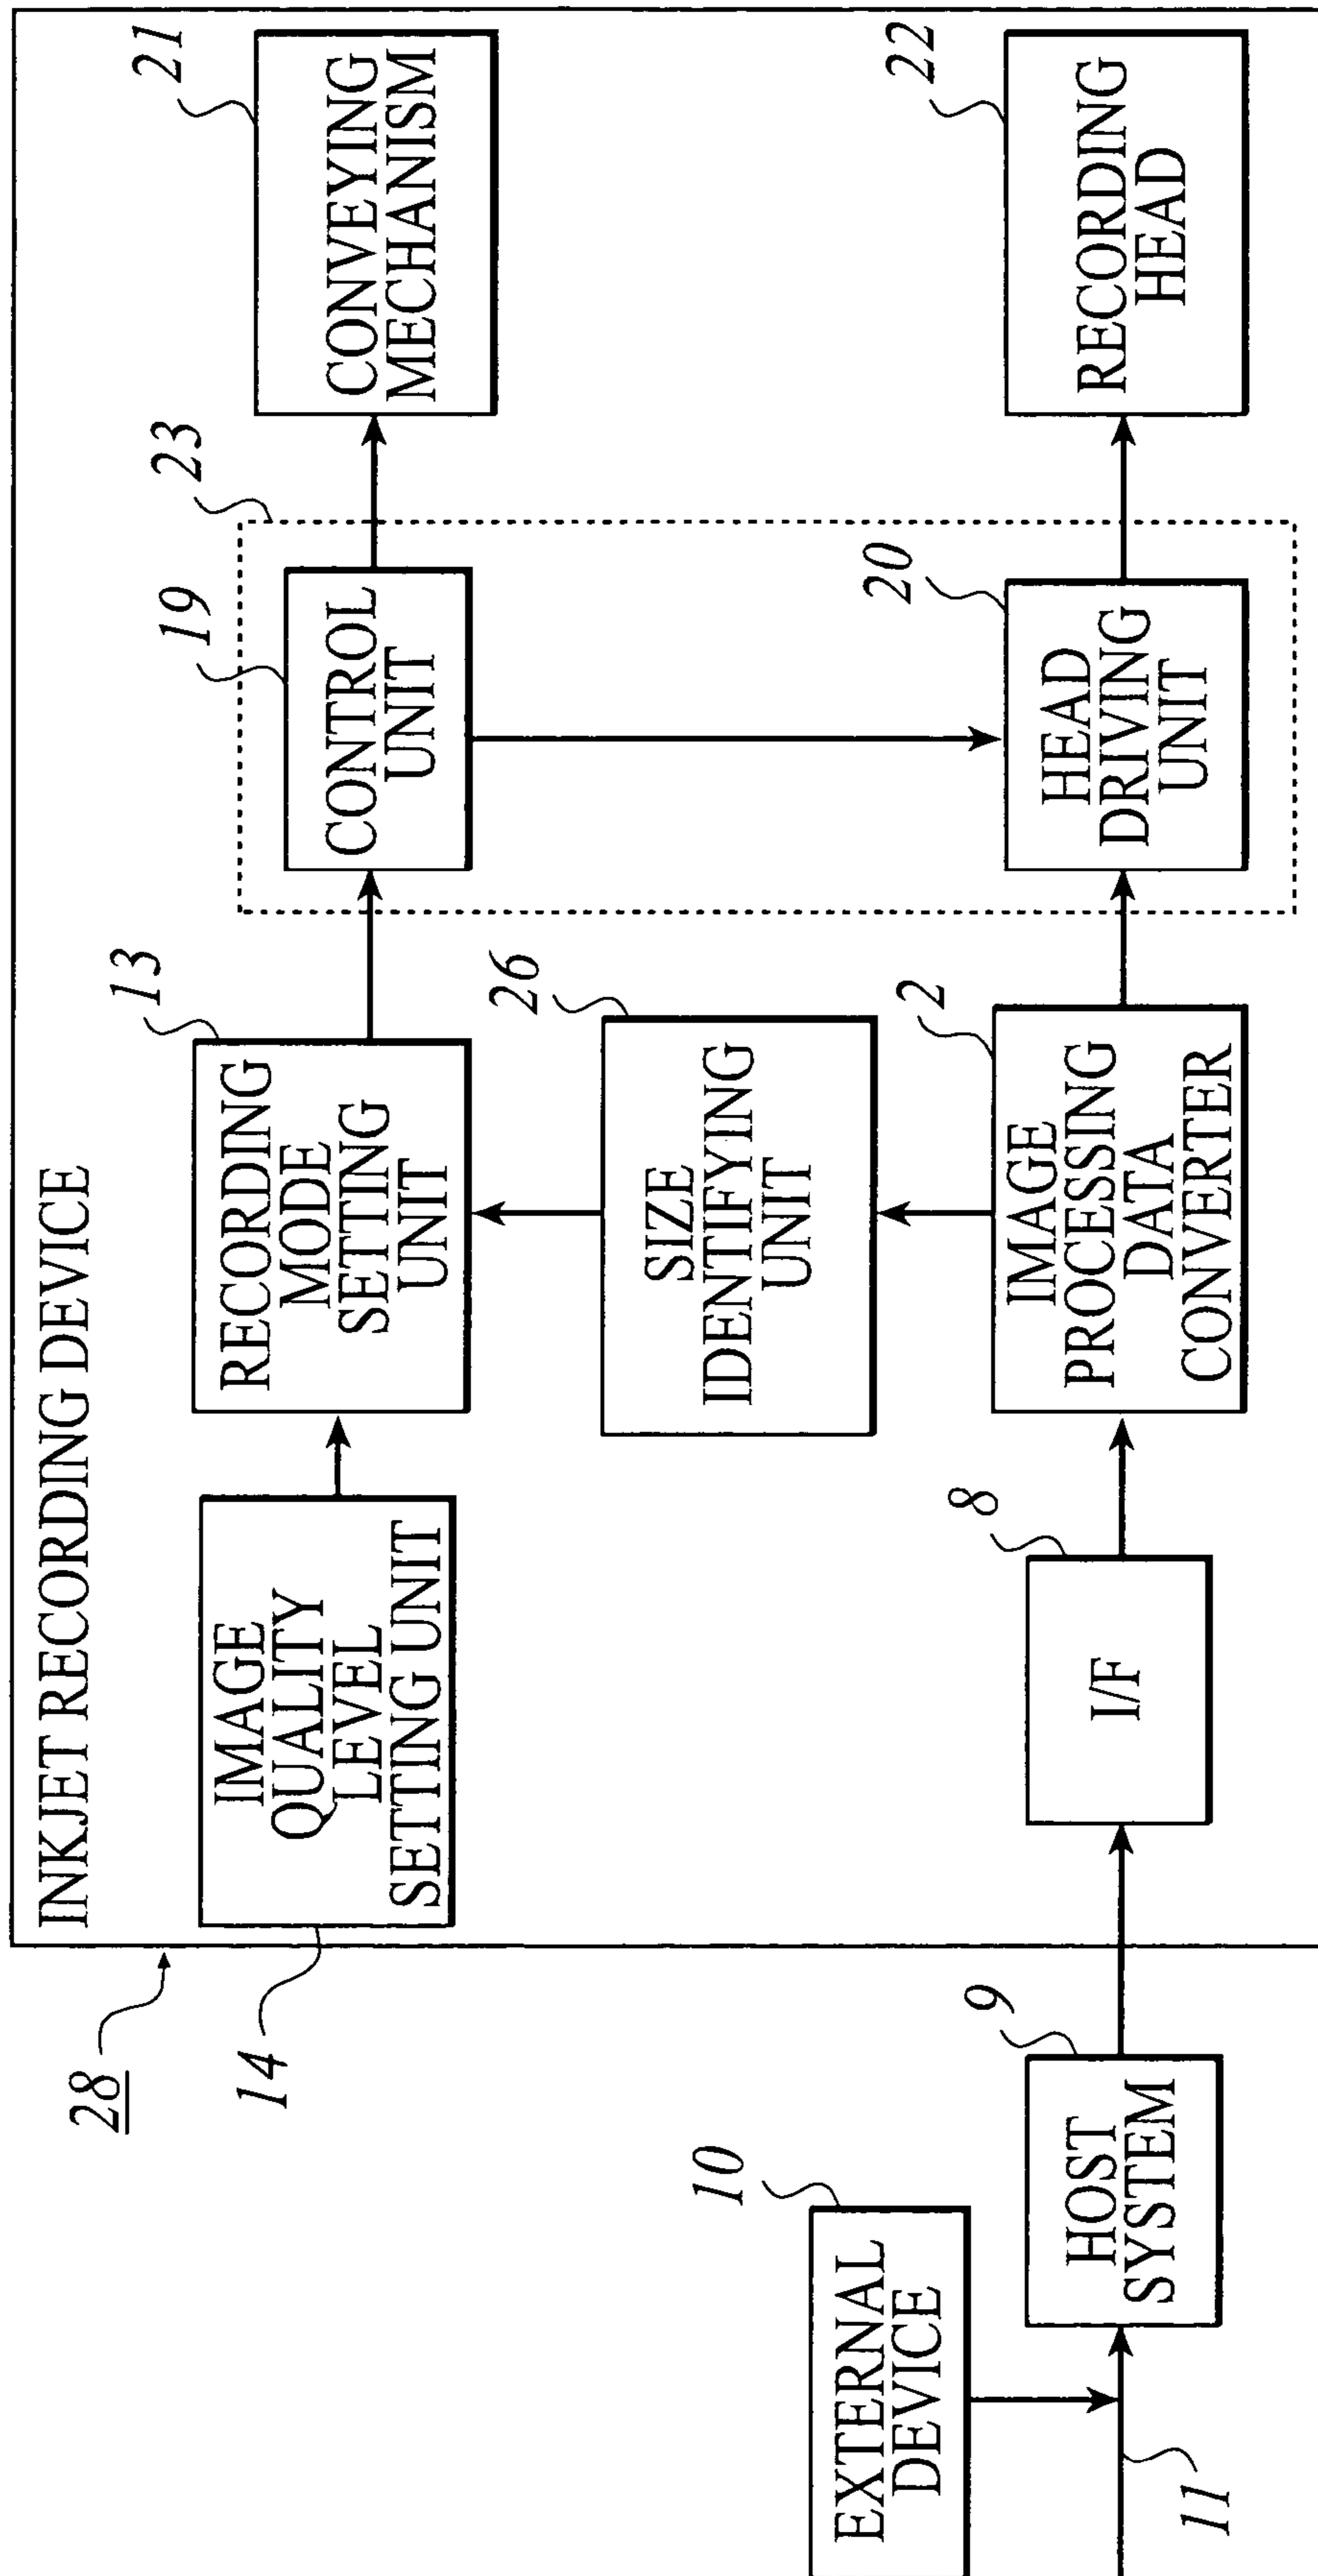 INKJET RECORDING DEVICE
28
14
IMAGE
QUALITY
LEVEL
SETTING UNIT
13
RECORDING
MODE
SETTING
UNIT
19
CONTROL
UNIT
23
21
CONVEYING
MECHANISM
26
SIZE
IDENTIFYING
UNIT
10
EXTERNAL
DEVICE
11
9
HOST
SYSTEM
8
I/F
2
IMAGE
PROCESSING
DATA
CONVERTER
20
HEAD
DRIVING
UNIT
22
RECORDING
HEAD